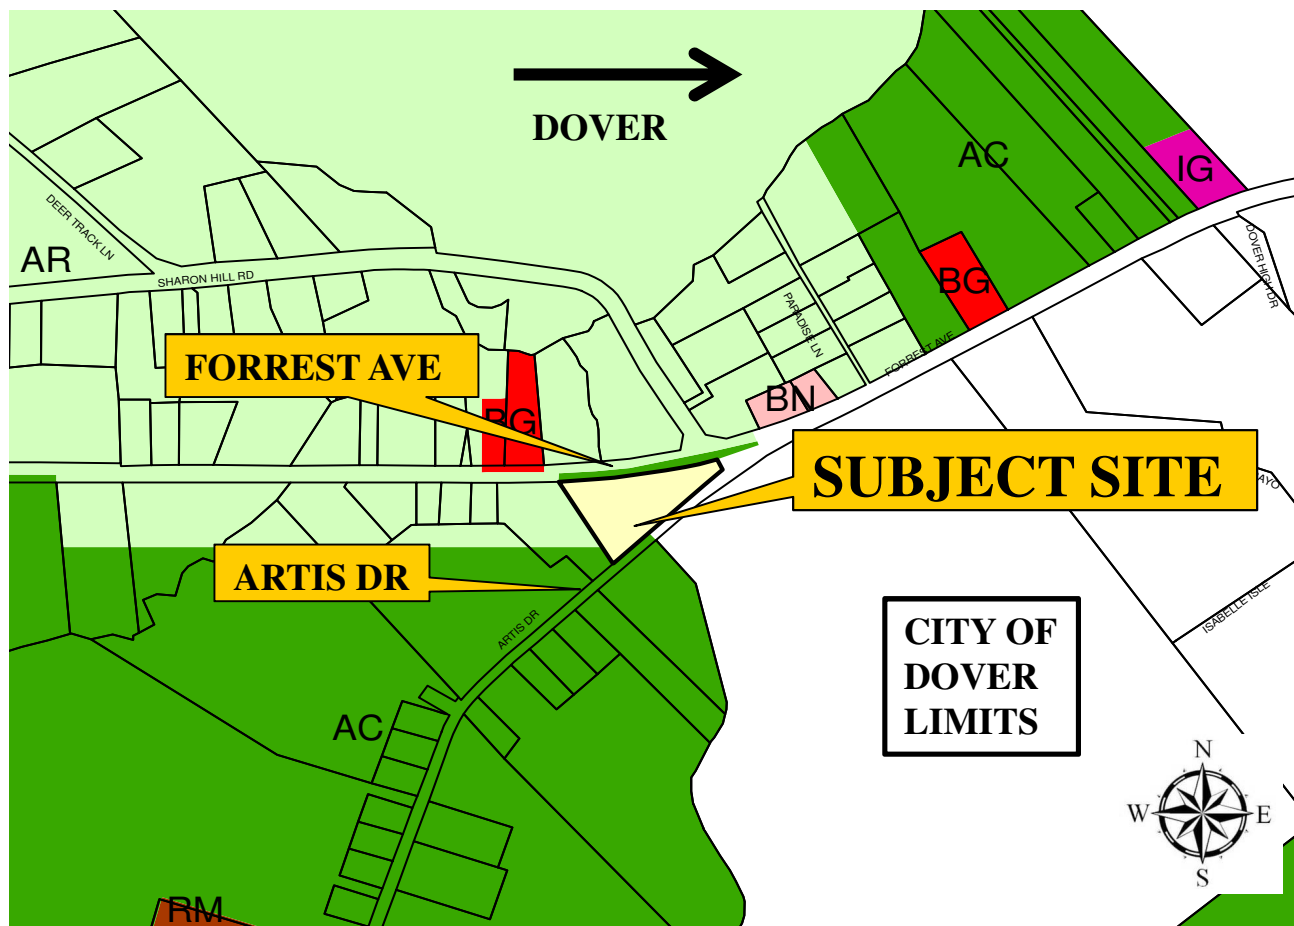 DOVER
AC
IG
DEER TRACK LN
AR
SHARON HILL RD
DOVER HIGH DR
BG
PARADISE LN
FORREST AVE
FORREST AVE
BN
BG
SUBJECT SITE
AYO
ARTIS DR
ARTIS DR
ISABELLE ISLE
CITY OF
DOVER
LIMITS
AC
N
W
E
S
RM